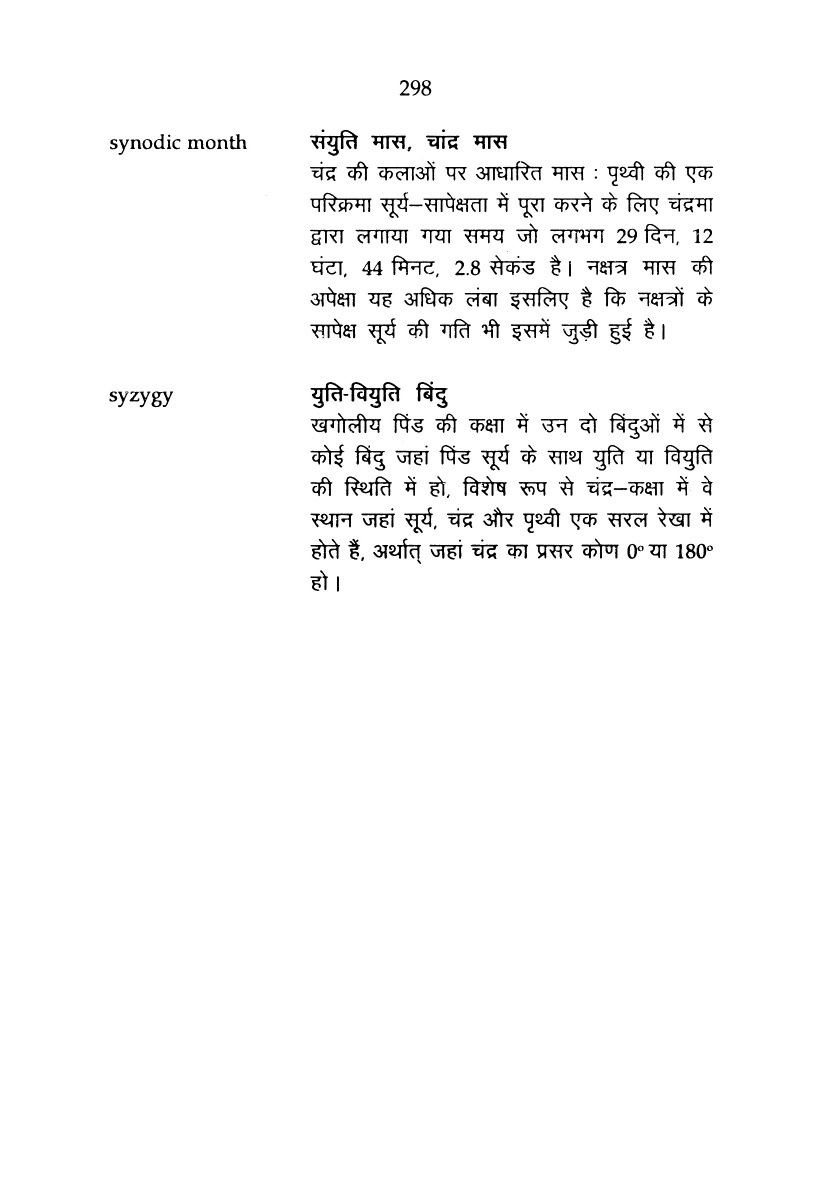 298
synodic month संयुति मास, चांद्र मास
चंद्र की कलाओं पर आधारित मास : पृथ्वी की एक
परिक्रमा सूर्य–सापेक्षता में पूरा करने के लिए चंद्रमा
द्वारा लगाया गया समय जो लगभग 29 दिन, 12
घंटा, 44 मिनट, 2.8 सेकंड है। नक्षत्र मास की
अपेक्षा यह अधिक लंबा इसलिए है कि नक्षत्रों के
सापेक्ष सूर्य की गति भी इसमें जुड़ी हुई है।
syzygy युति-वियुति बिंदु
खगोलीय पिंड की कक्षा में उन दो बिंदुओं में से
कोई बिंदु जहां पिंड सूर्य के साथ युति या वियुति
की स्थिति में हो, विशेष रूप से चंद्र–कक्षा में वे
स्थान जहां सूर्य, चंद्र और पृथ्वी एक सरल रेखा में
होते हैं, अर्थात् जहां चंद्र का प्रसर कोण 0° या 180°
हो।